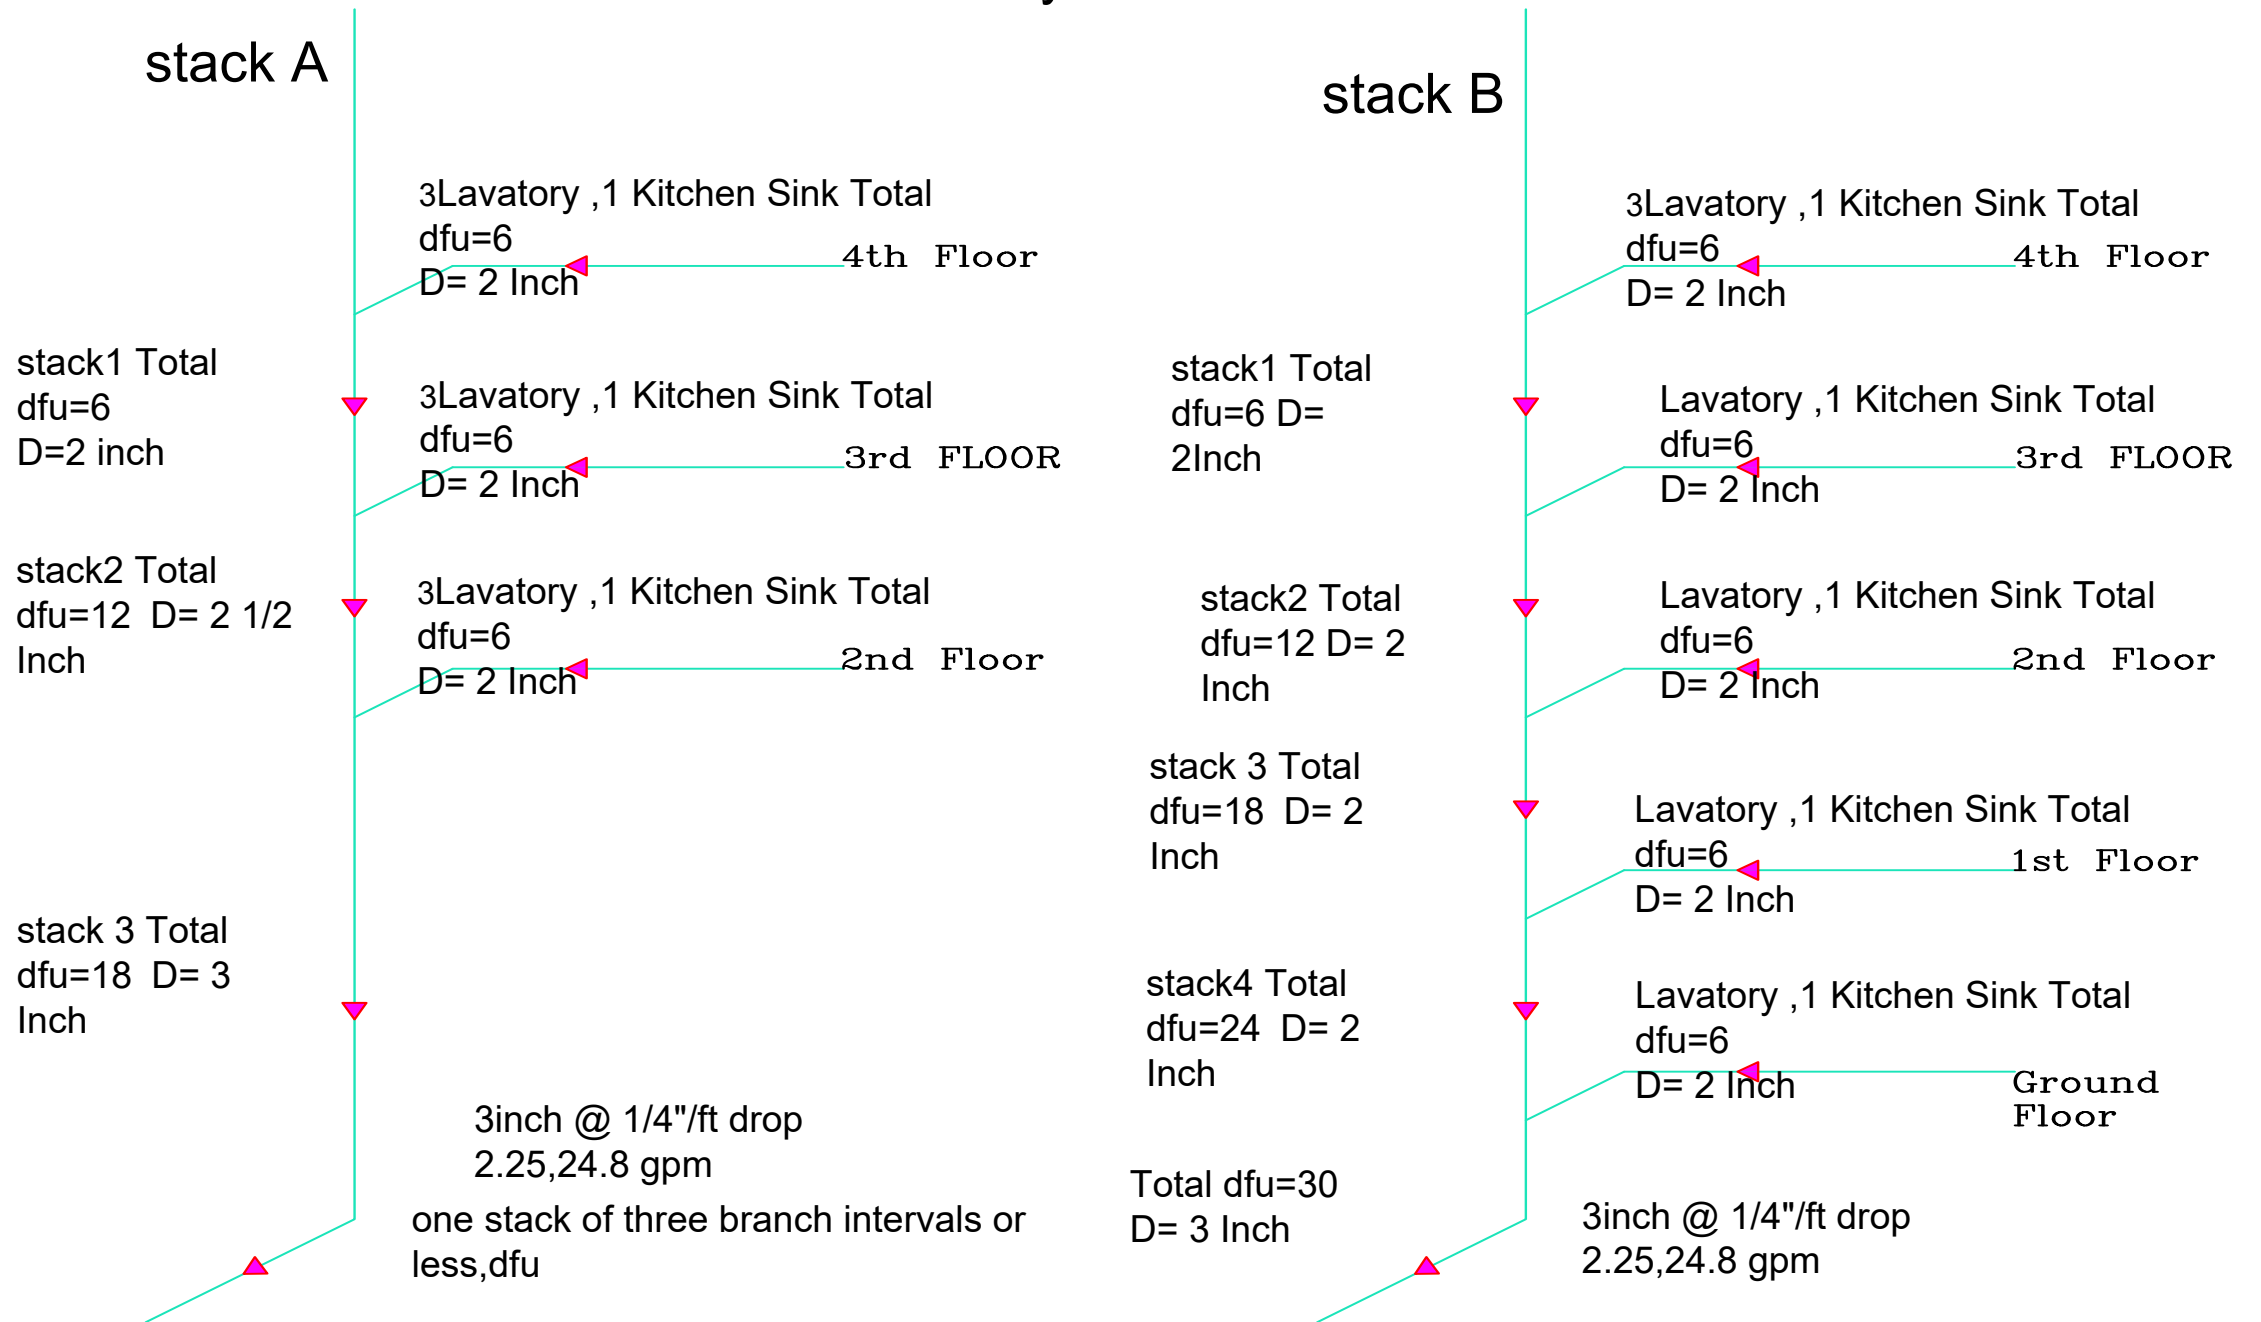 stack A
3Lavatory ,1 Kitchen Sink Total
dfu=6
D= 2 Inch
4th Floor
stack1 Total
dfu=6
D=2 inch
3Lavatory ,1 Kitchen Sink Total
dfu=6
D= 2 Inch
3rd FLOOR
stack2 Total
dfu=12 D= 2 1/2
Inch
3Lavatory ,1 Kitchen Sink Total
dfu=6
D= 2 Inch
2nd Floor
stack 3 Total
dfu=18 D= 3
Inch
3inch @ 1/4"/ft drop
2.25,24.8 gpm
one stack of three branch intervals or
less,dfu
stack B
3Lavatory ,1 Kitchen Sink Total
dfu=6
D= 2 Inch
4th Floor
stack1 Total
dfu=6 D=
2Inch
Lavatory ,1 Kitchen Sink Total
dfu=6
D= 2 Inch
3rd FLOOR
stack2 Total
dfu=12 D= 2
Inch
Lavatory ,1 Kitchen Sink Total
dfu=6
D= 2 Inch
2nd Floor
stack 3 Total
dfu=18 D= 2
Inch
Lavatory ,1 Kitchen Sink Total
dfu=6
D= 2 Inch
1st Floor
stack4 Total
dfu=24 D= 2
Inch
Lavatory ,1 Kitchen Sink Total
dfu=6
D= 2 Inch
Ground
Floor
Total dfu=30
D= 3 Inch
3inch @ 1/4"/ft drop
2.25,24.8 gpm